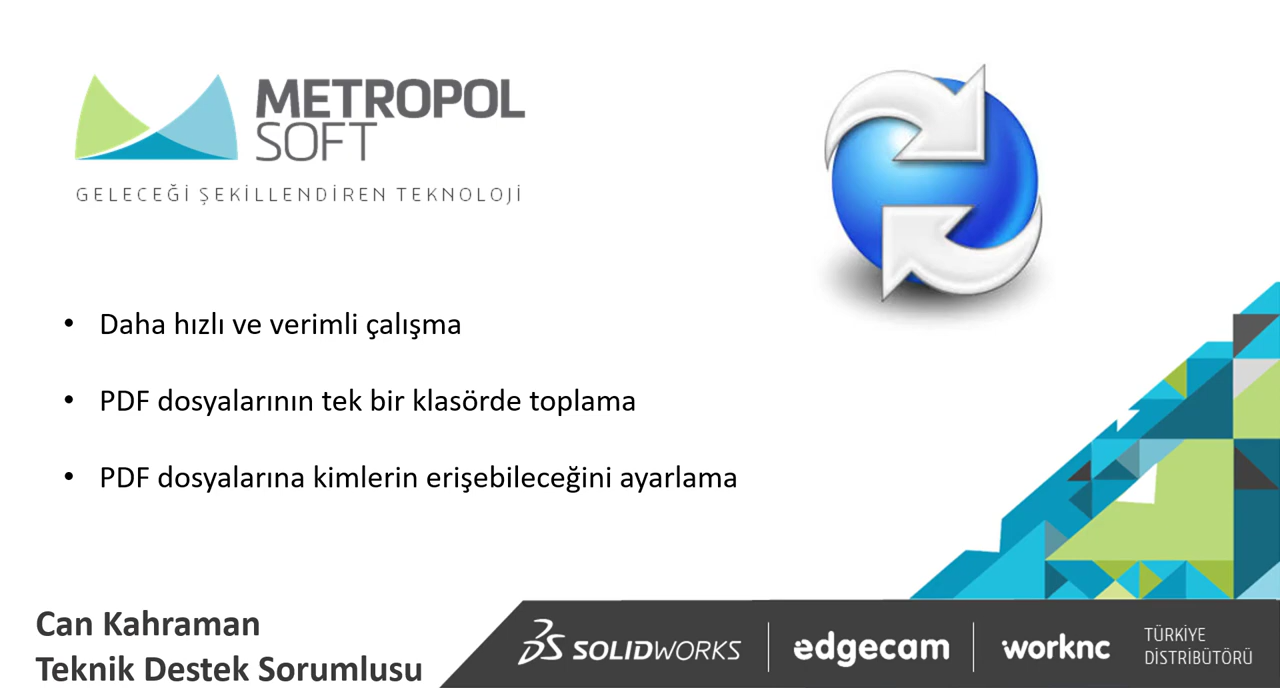 METROPOL
SOFT
GELECEĞİ ŞEKİLLENDİREN TEKNOLOJİ
• Daha hızlı ve verimli çalışma
• PDF dosyalarının tek bir klasörde toplama
• PDF dosyalarına kimlerin erişebileceğini ayarlama
Can Kahraman
Teknik Destek Sorumlusu
SOLIDWORKS
edgecam
worknc
TÜRKİYE
DİSTRİBÜTÖRÜ